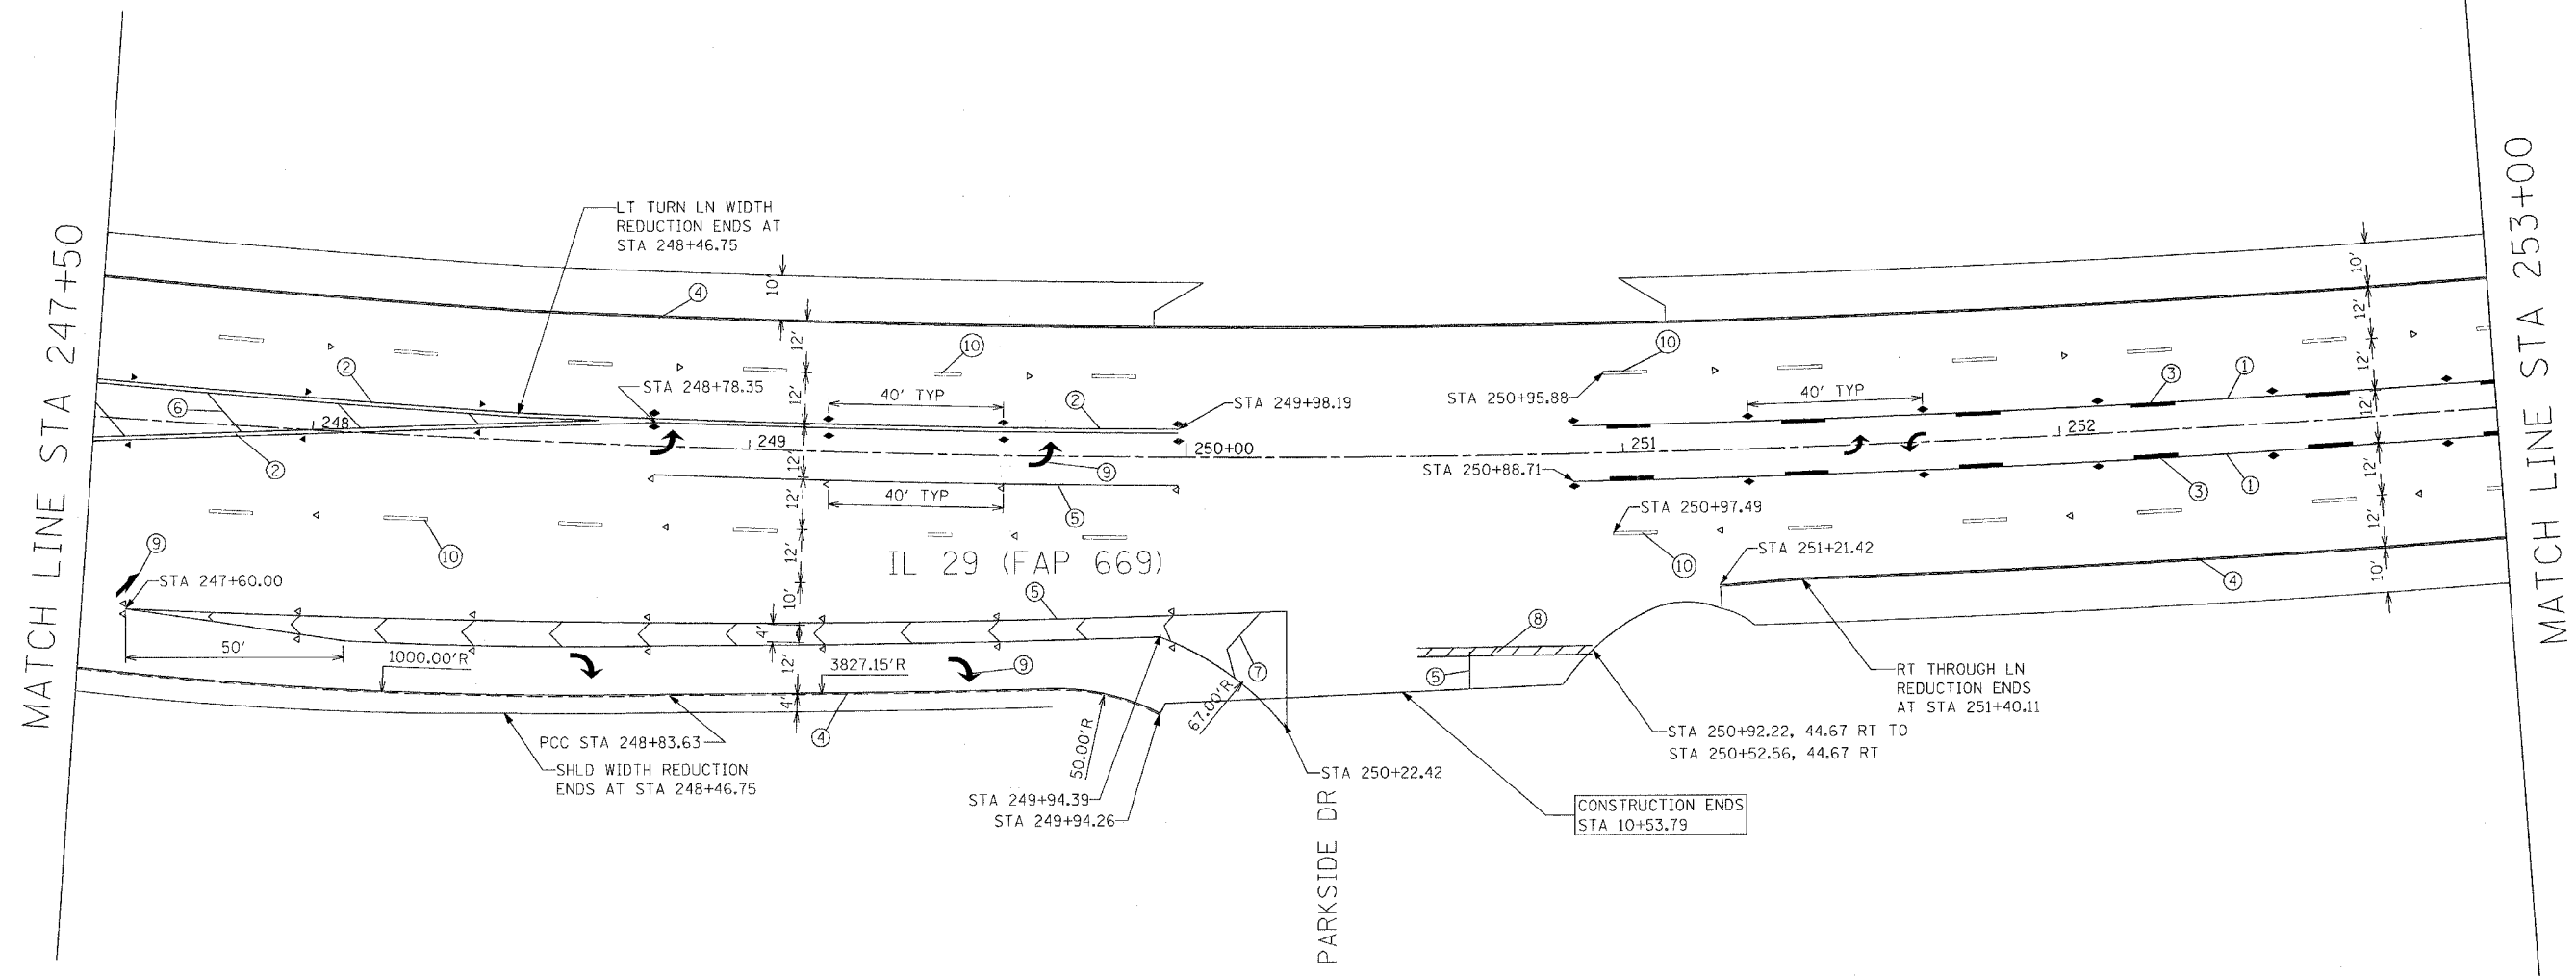 MATCH LINE STA 247+50
MATCH LINE STA 253+00
LT TURN LN WIDTH
REDUCTION ENDS AT
STA 248+46.75
10'
4
12'
10
2
STA 248+78.35
12'
40' TYP
2
STA 249+98.19
6
248
249
250+00
2
9
12'
12'
40' TYP
5
10
12'
12'
IL 29 (FAP 669)
9
STA 247+60.00
10'
5
50'
4'
1000.00'R
12'
3827.15'R
9
4'
4
PCC STA 248+83.63
SHLD WIDTH REDUCTION
ENDS AT STA 248+46.75
50.00'R
67.00'R
7
STA 249+94.39
STA 249+94.26
STA 250+22.42
PARKSIDE DR
CONSTRUCTION ENDS
STA 10+53.79
10
STA 250+95.88
40' TYP
3
1
10'
12'
12'
251
252
12'
STA 250+88.71
3
1
12'
STA 250+97.49
10
STA 251+21.42
12'
4
10'
8
5
RT THROUGH LN
REDUCTION ENDS
AT STA 251+40.11
STA 250+92.22, 44.67 RT TO
STA 250+52.56, 44.67 RT